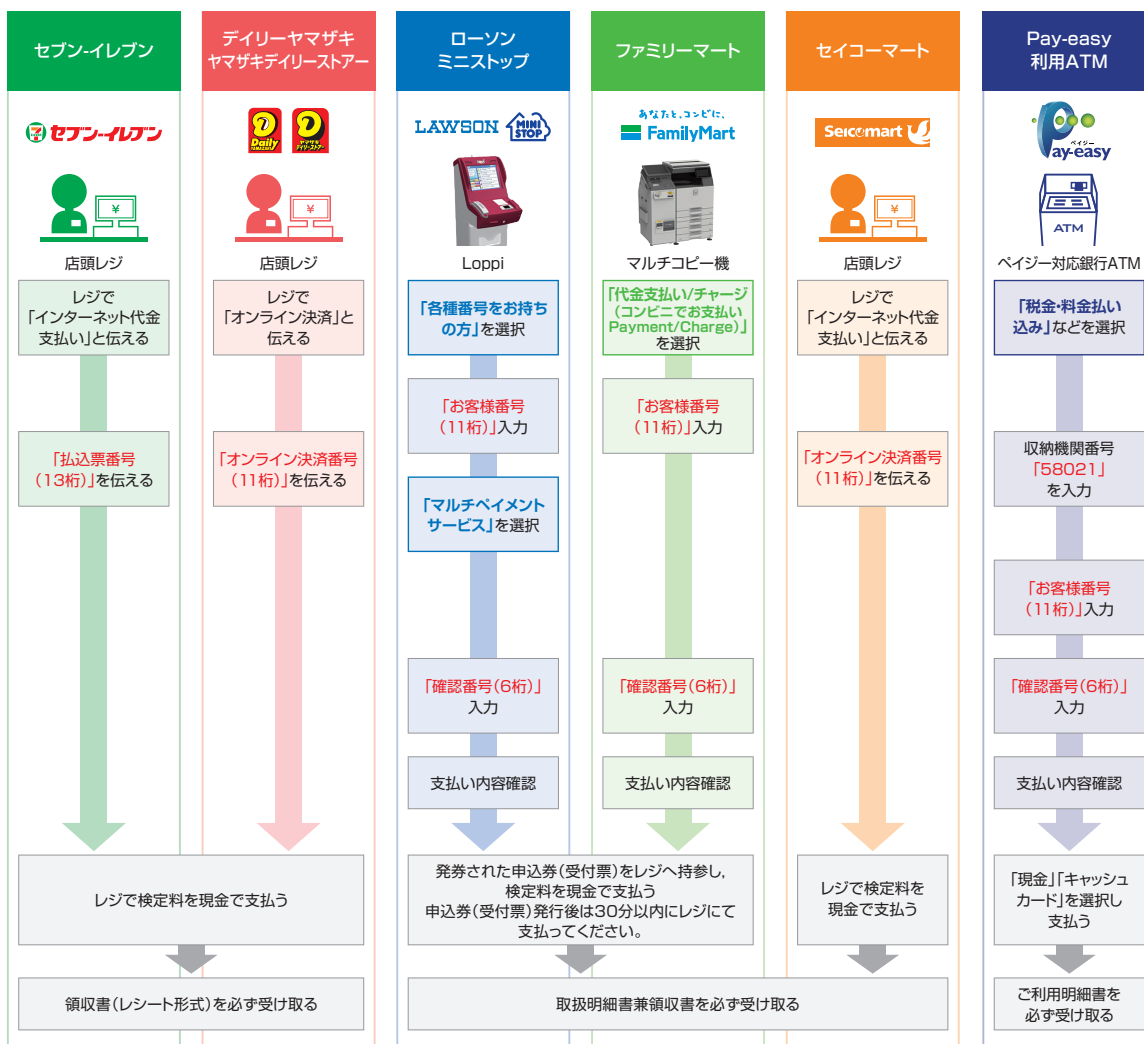 セブン-イレブン
デイリーヤマザキ
ヤマザキデイリーストアー
ローソン
ミニストップ
ファミリーマート
セイコーマート
Pay-easy
利用ATM
7
ELEVEN
セブン-イレブン
Daily
YAMAZAKI
ヤマザキ
デイリーストアー
LAWSON
MINI
STOP
あなたと、コンビに、
FamilyMart
Seicomart
ペイジー
Pay-easy
¥
¥
¥
ATM
店頭レジ
店頭レジ
Loppi
マルチコピー機
店頭レジ
ペイジー対応銀行ATM
レジで
「インターネット代金
支払い」と伝える
「払込票番号
(13桁)」を伝える
レジで
「オンライン決済」と
伝える
「オンライン決済番号
(11桁)」を伝える
「各種番号をお持ち
の方」を選択
「お客様番号
(11桁)」入力
「マルチペイメント
サービス」を選択
「確認番号(6桁)」
入力
支払い内容確認
「代金支払い/チャージ
(コンビニでお支払い
Payment/Charge)」
を選択
「お客様番号
(11桁)」入力
「確認番号(6桁)」
入力
支払い内容確認
レジで
「インターネット代金
支払い」と伝える
「オンライン決済番号
(11桁)」を伝える
「税金・料金払い
込み」などを選択
収納機関番号
「58021」
を入力
「お客様番号
(11桁)」入力
「確認番号(6桁)」
入力
支払い内容確認
レジで検定料を現金で支払う
発券された申込券(受付票)をレジへ持参し,
検定料を現金で支払う
申込券(受付票)発行後は30分以内にレジにて
支払ってください。
レジで検定料を
現金で支払う
「現金」「キャッシュ
カード」を選択し
支払う
領収書(レシート形式)を必ず受け取る
取扱明細書兼領収書を必ず受け取る
ご利用明細書を
必ず受け取る